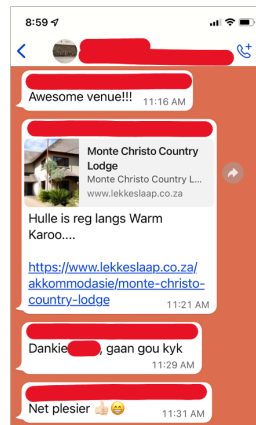 8:59
Awesome venue!!!
11:16 AM
Monte Christo Country
Lodge
Monte Christo Country L...
www.lekkeslaap.co.za
Hulle is reg langs Warm
Karoo....
https://www.lekkeslaap.co.za/
akkommodasie/monte-christo-
country-lodge
11:21 AM
Dankie , gaan gou kyk
11:29 AM
Net plesier 👍🏻😁
11:31 AM